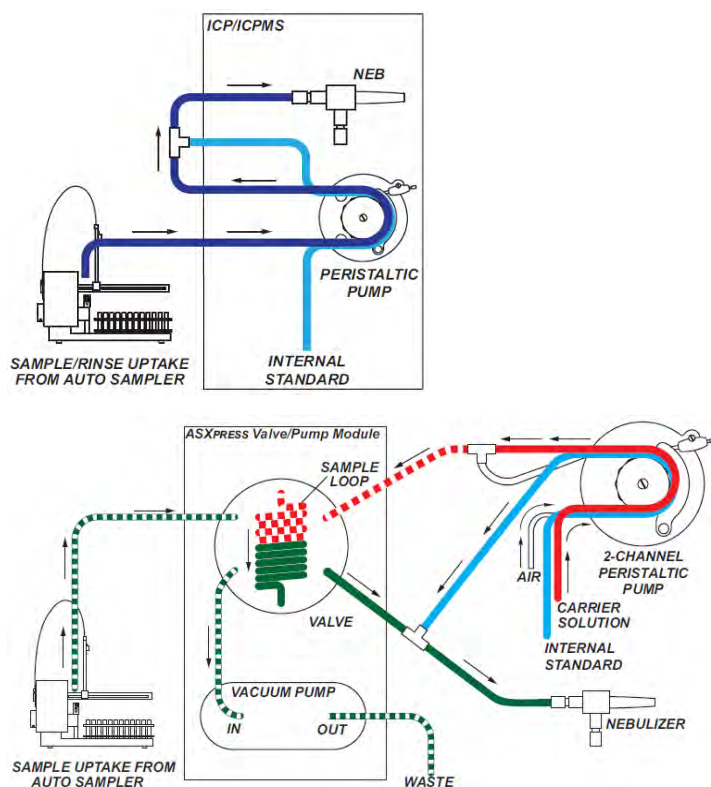 ICP/ICPMS
NEB
PERISTALTIC
PUMP
SAMPLE/RINSE UPTAKE
FROM AUTO SAMPLER
INTERNAL
STANDARD
ASXPRESS Valve/Pump Module
SAMPLE
LOOP
VALVE
AIR
2-CHANNEL
PERISTALTIC
PUMP
CARRIER
SOLUTION
INTERNAL
STANDARD
VACUUM PUMP
IN
OUT
NEBULIZER
SAMPLE UPTAKE FROM
AUTO SAMPLER
WASTE